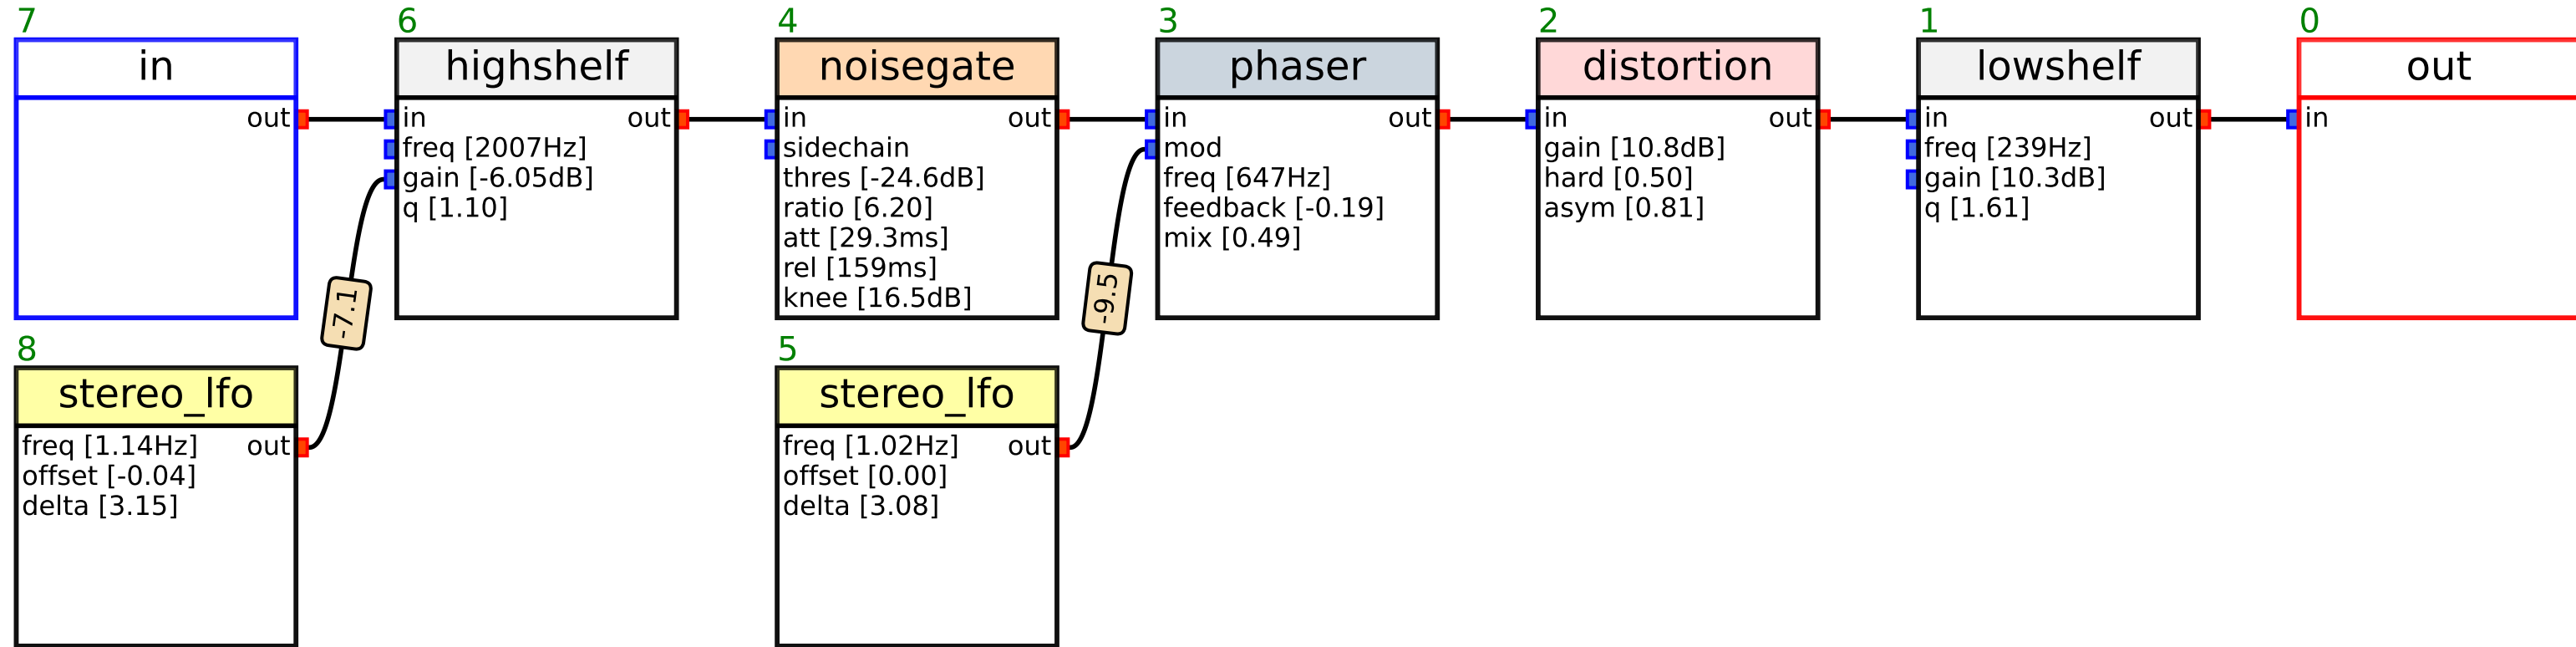 7
in
out
6
highshelf
in
out
freq [2007Hz]
gain [-6.05dB]
q [1.10]
4
noisegate
in
out
sidechain
thres [-24.6dB]
ratio [6.20]
att [29.3ms]
rel [159ms]
knee [16.5dB]
3
phaser
in
out
mod
freq [647Hz]
feedback [-0.19]
mix [0.49]
2
distortion
in
out
gain [10.8dB]
hard [0.50]
asym [0.81]
1
lowshelf
in
out
freq [239Hz]
gain [10.3dB]
q [1.61]
0
out
in
-7.1
-9.5
8
stereo_lfo
freq [1.14Hz]
out
offset [-0.04]
delta [3.15]
5
stereo_lfo
freq [1.02Hz]
out
offset [0.00]
delta [3.08]